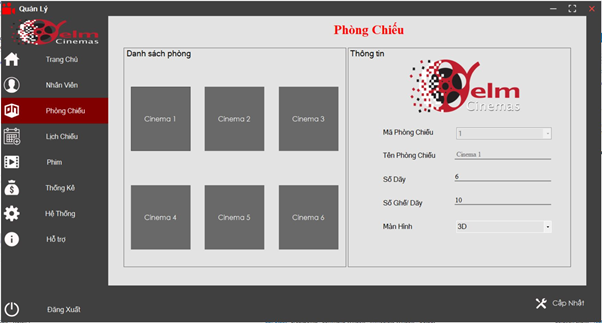 Quản Lý
elm
Cinemas
Trang Chủ
Nhân Viên
Phòng Chiếu
Lịch Chiếu
Phim
Thống Kê
Hệ Thống
Hỗ trợ
Đăng Xuất
Phòng Chiếu
Danh sách phòng
Cinema 1
Cinema 2
Cinema 3
Cinema 4
Cinema 5
Cinema 6
Thông tin
elm
Cinemas
Mã Phòng Chiếu
1
Tên Phòng Chiếu
Cinema 1
Số Dãy
6
Số Ghế/ Dãy
10
Màn Hình
3D
Cập Nhất